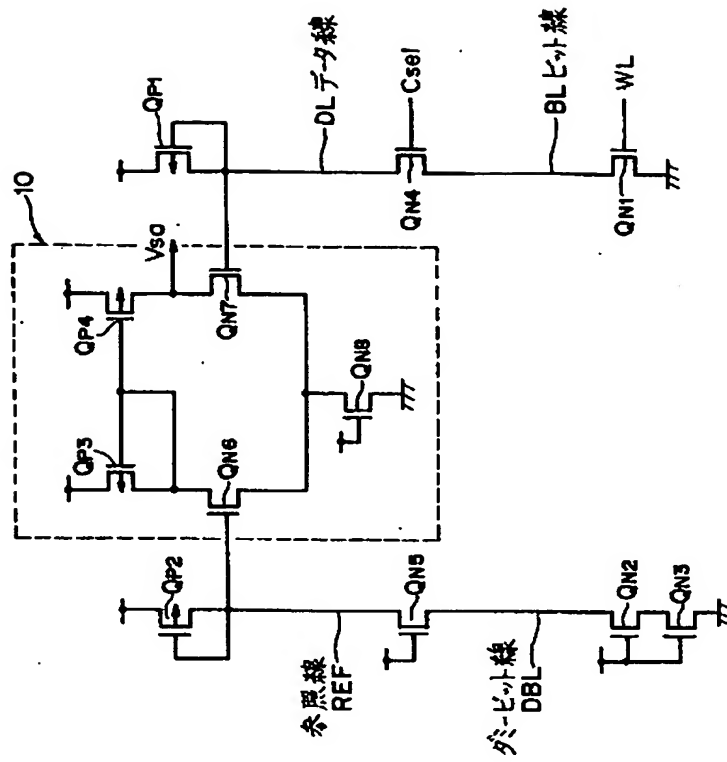 10
QP1
DLデータ線
Csel
QN4
BLビット線
WL
QN1
Vsa
QP4
QN7
QN8
QP3
QN6
QP2
参照線
REF
QN5
ダミービット線
DBL
QN2
QN3